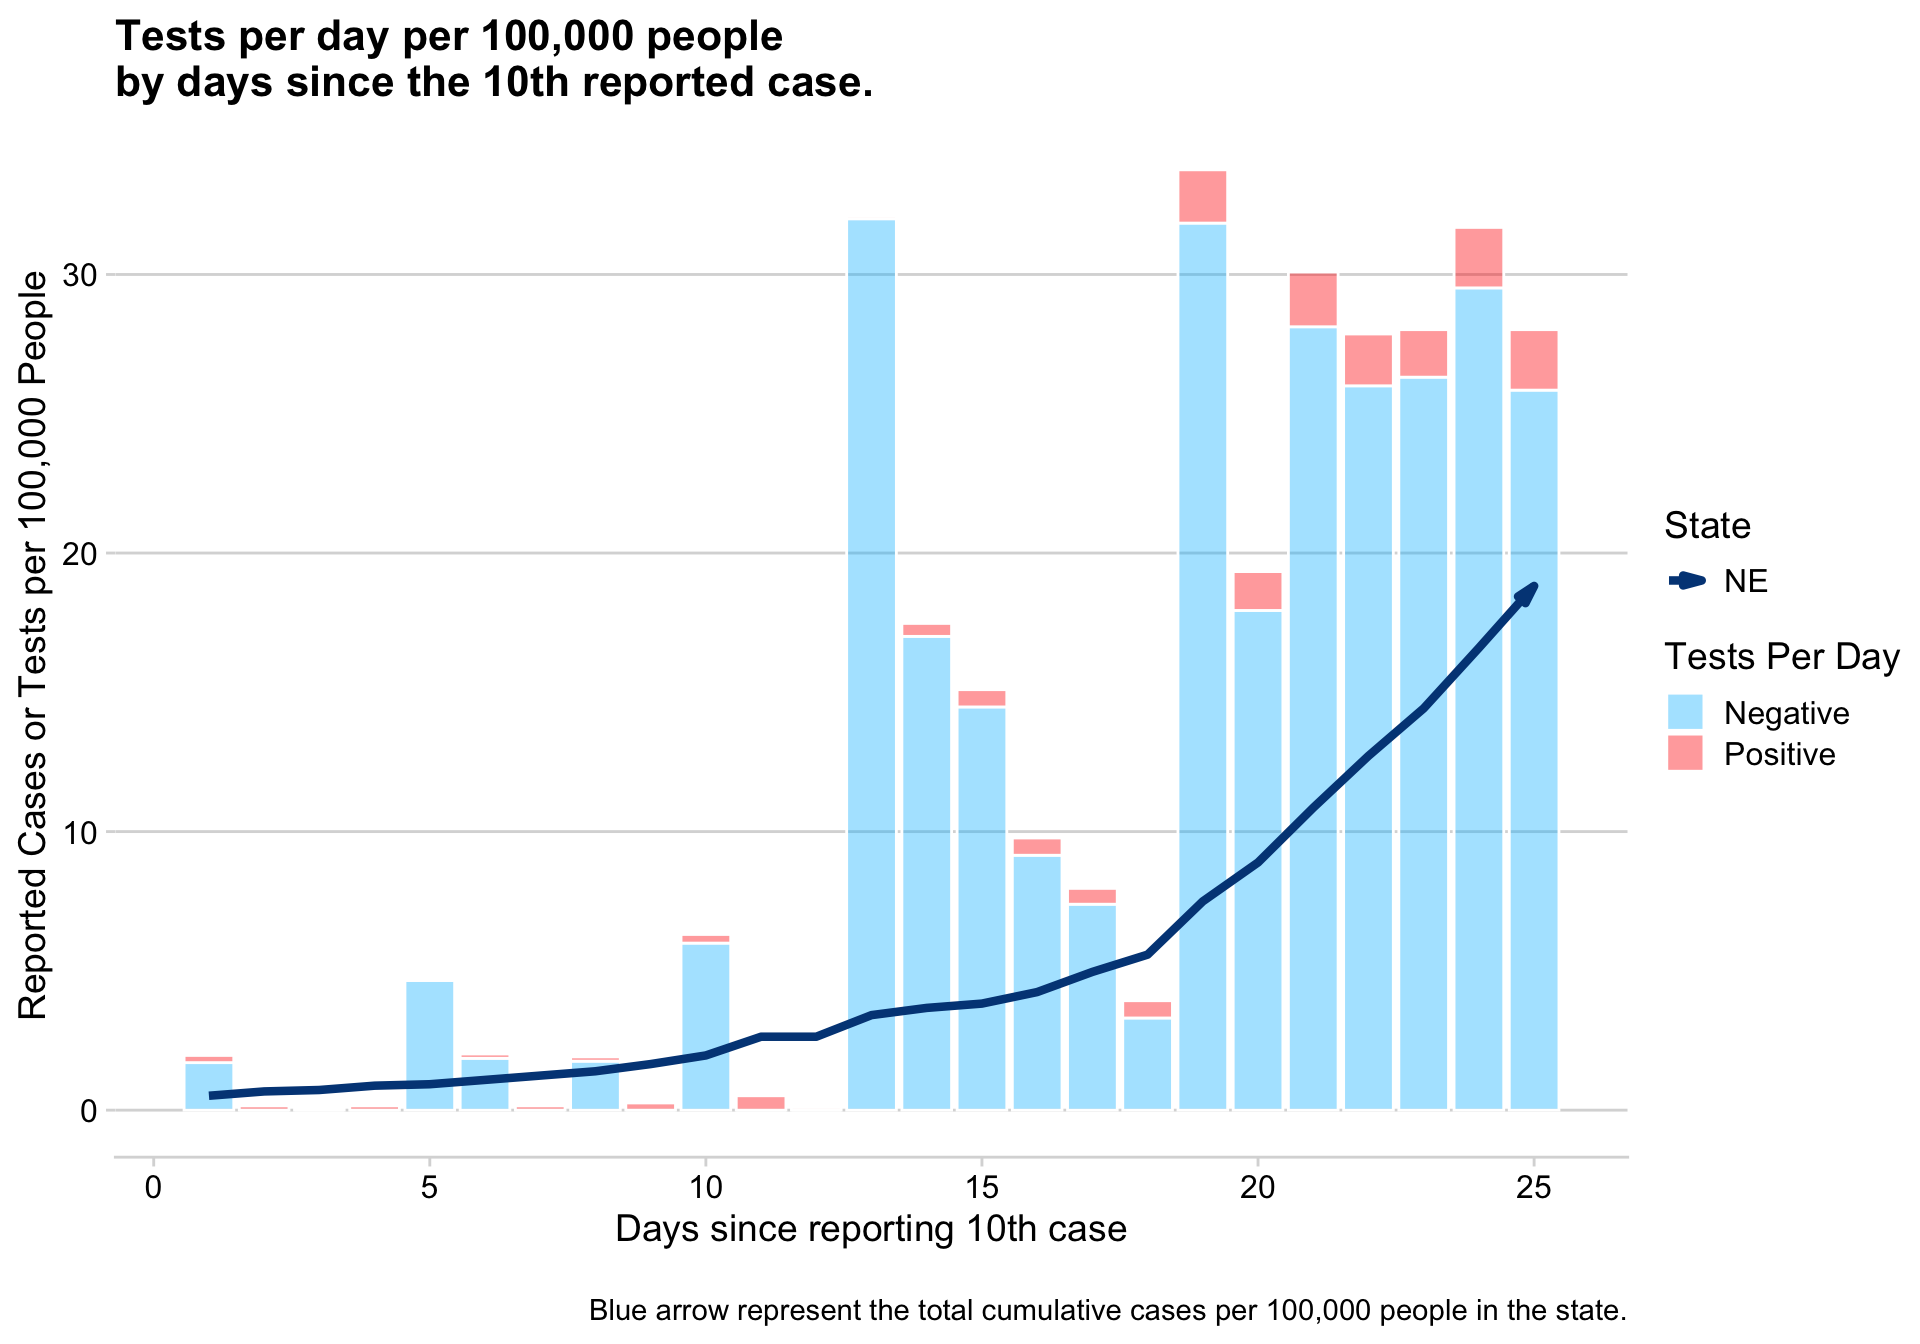 Tests per day per 100,000 people
by days since the 10th reported case.
Reported Cases or Tests per 100,000 People
30
20
10
0
0 5 10 15 20 25
Days since reporting 10th case
State
NE
Tests Per Day
Negative
Positive
Blue arrow represent the total cumulative cases per 100,000 people in the state.